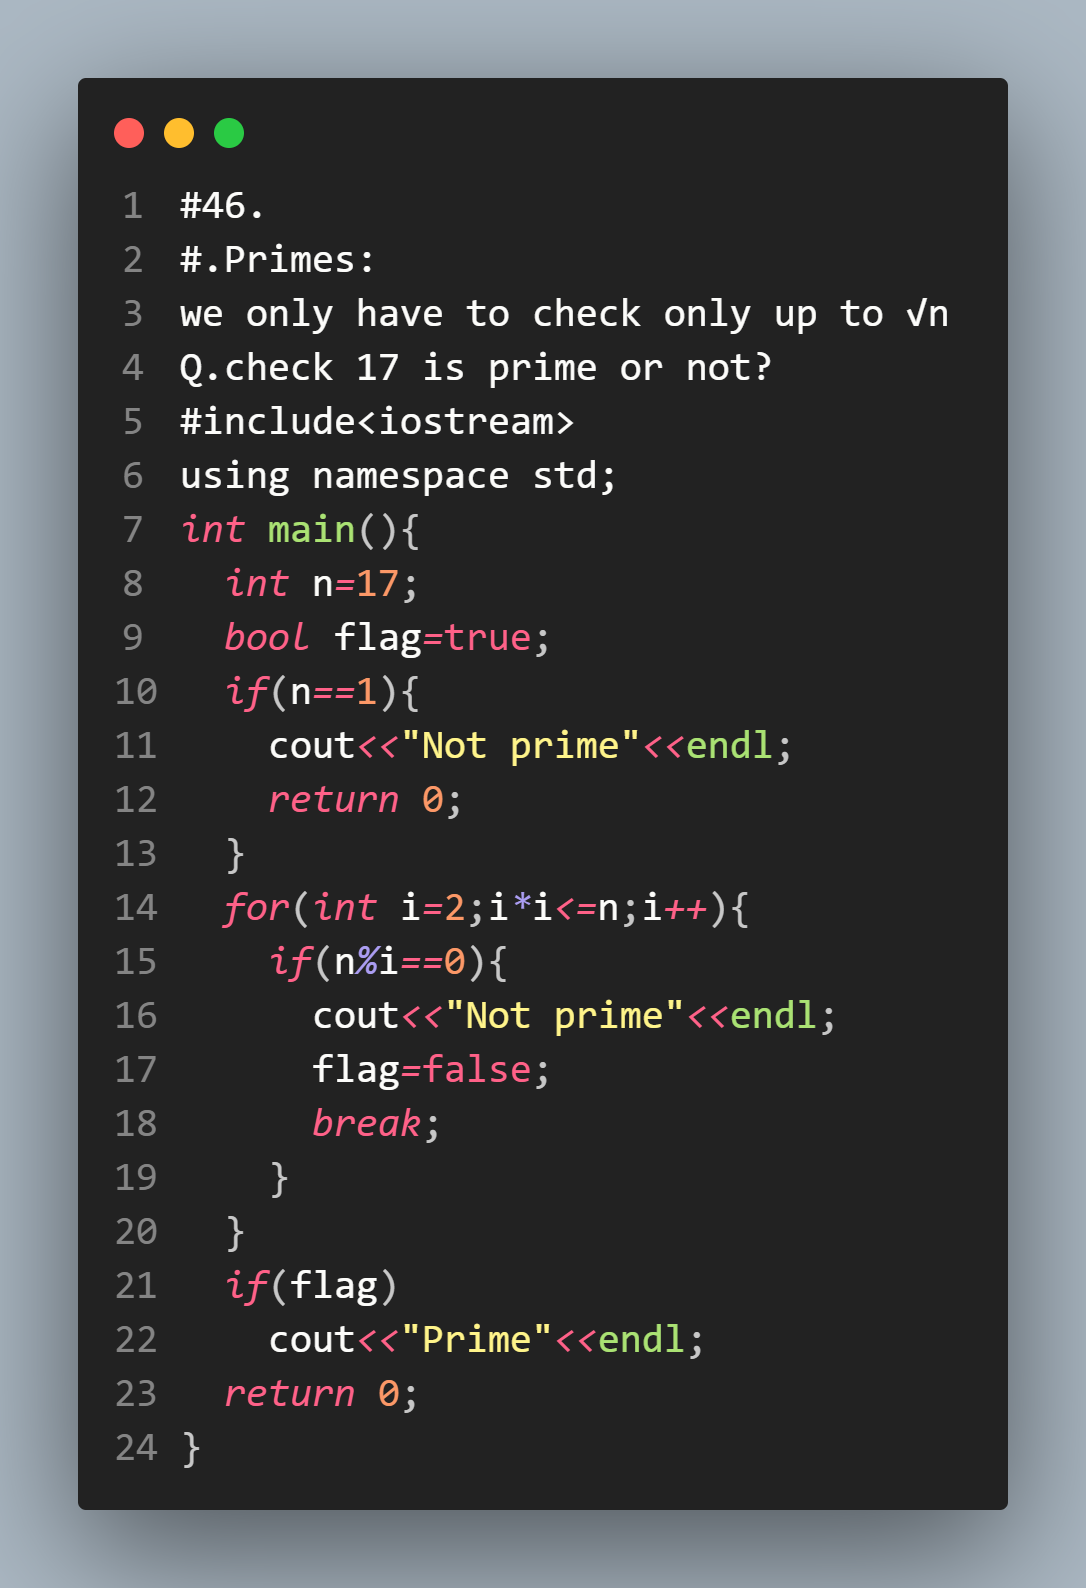 1 #46.
2 #.Primes:
3 we only have to check only up to √n
4 Q.check 17 is prime or not?
5 #include<iostream>
6 using namespace std;
7 int main(){
8   int n=17;
9   bool flag=true;
10   if(n==1){
11     cout<<"Not prime"<<endl;
12     return 0;
13   }
14   for(int i=2;i*i<=n;i++){
15     if(n%i==0){
16       cout<<"Not prime"<<endl;
17       flag=false;
18       break;
19     }
20   }
21   if(flag)
22     cout<<"Prime"<<endl;
23   return 0;
24 }